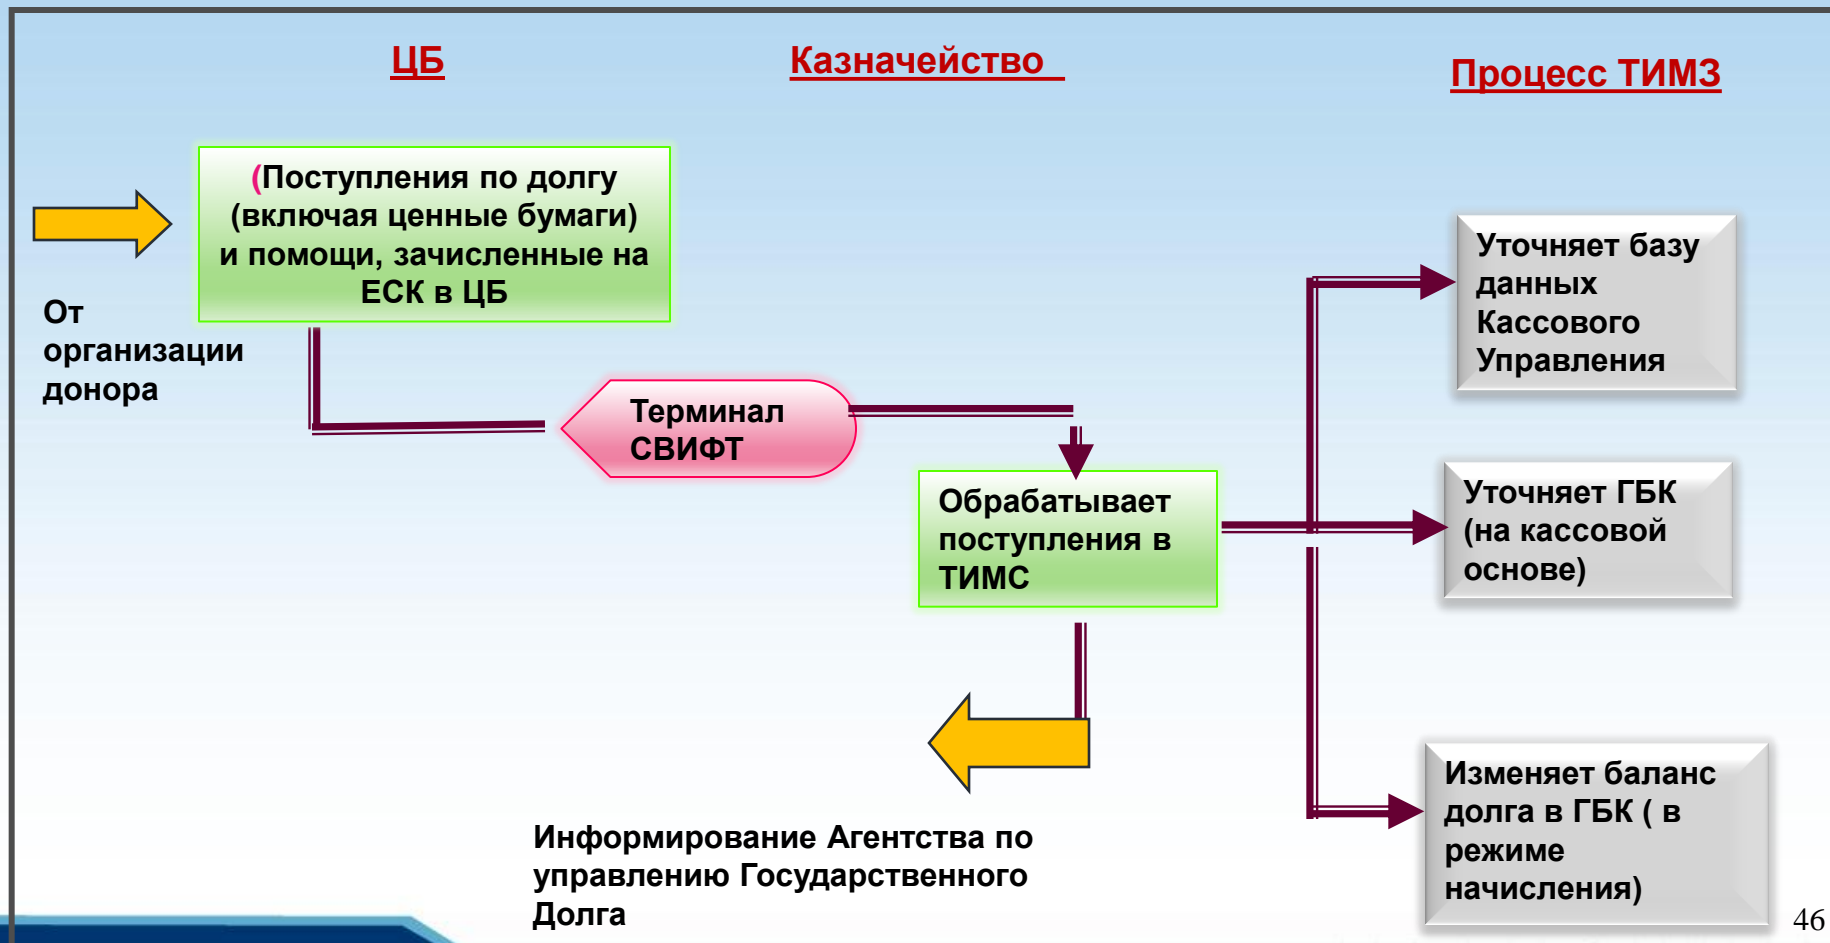 ЦБ
Казначейство
Процесс ТИМЗ
(Поступления по долгу
(включая ценные бумаги)
и помощи, зачисленные на
ЕСК в ЦБ
От
организации
донора
Терминал
СВИФТ
Обрабатывает
поступления в
ТИМС
Уточняет базу
данных
Кассового
Управления
Уточняет ГБК
(на кассовой
основе)
Изменяет баланс
долга в ГБК ( в
режиме
начисления)
Информирование Агентства по
управлению Государственного
Долга
46